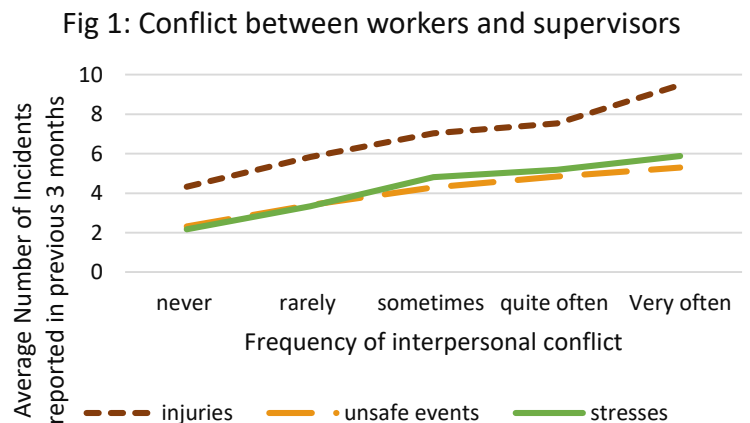 Fig 1: Conflict between workers and supervisors
Average Number of Incidents
reported in previous 3 months
10
8
6
4
2
0
never rarely sometimes quite often Very often
Frequency of interpersonal conflict
injuries unsafe events stresses